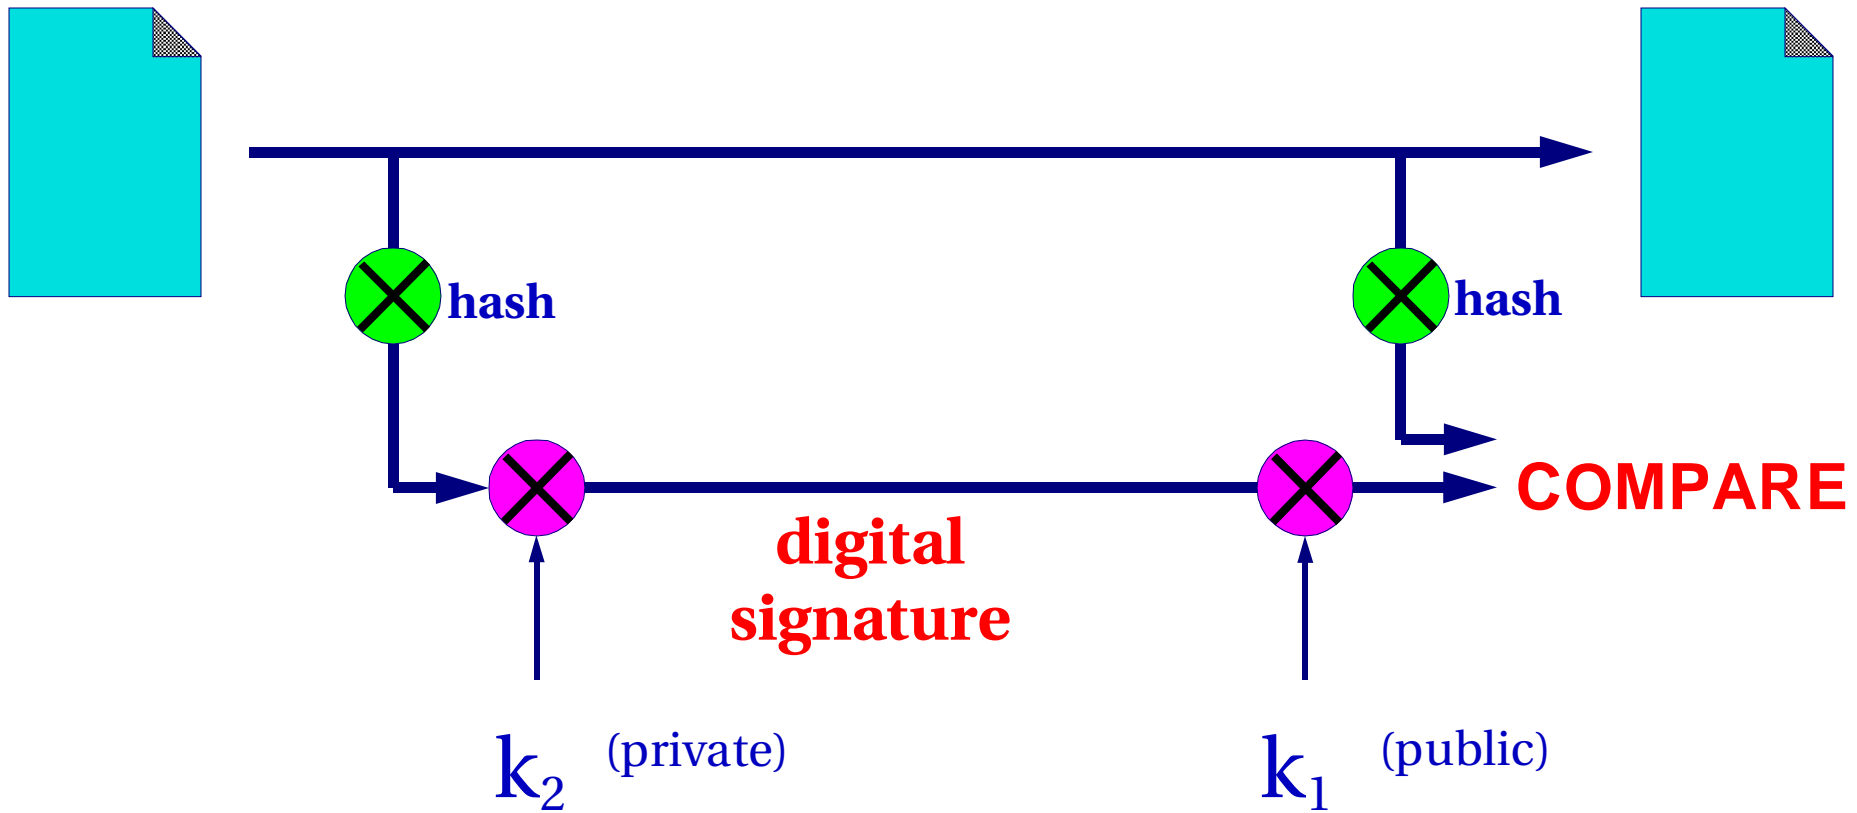 hash
hash
COMPARE
digital
signature
k2 (private)
k1 (public)